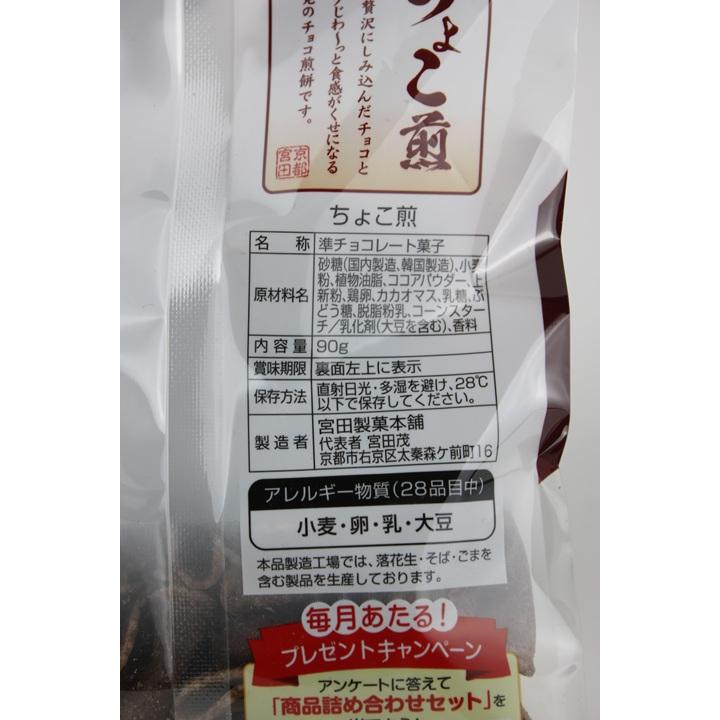 ちょこ煎
贅沢にしみ込んだチョコと
じわ〜っと食感がくせになる
のチョコ煎餅です。
京都
宮田
ちょこ煎
名 称 準チョコレート菓子
原材料名 砂糖(国内製造、韓国製造)、小麦
粉、植物油脂、ココアパウダー、上
新粉、鶏卵、カカオマス、乳糖、ぶ
どう糖、脱脂粉乳、コーンスター
チ/乳化剤(大豆を含む)、香料
内容量 90g
賞味期限 裏面左上に表示
保存方法 直射日光・多湿を避け、28℃
以下で保存してください。
製造者 宮田製菓本舗
代表者 宮田茂
京都市右京区太秦森ケ前町16
アレルギー物質(28品目中)
小麦・卵・乳・大豆
本品製造工場では、落花生・そば・ごまを
含む製品を生産しております。
毎月あたる!
プレゼントキャンペーン
アンケートに答えて
「商品詰め合わせセット」を